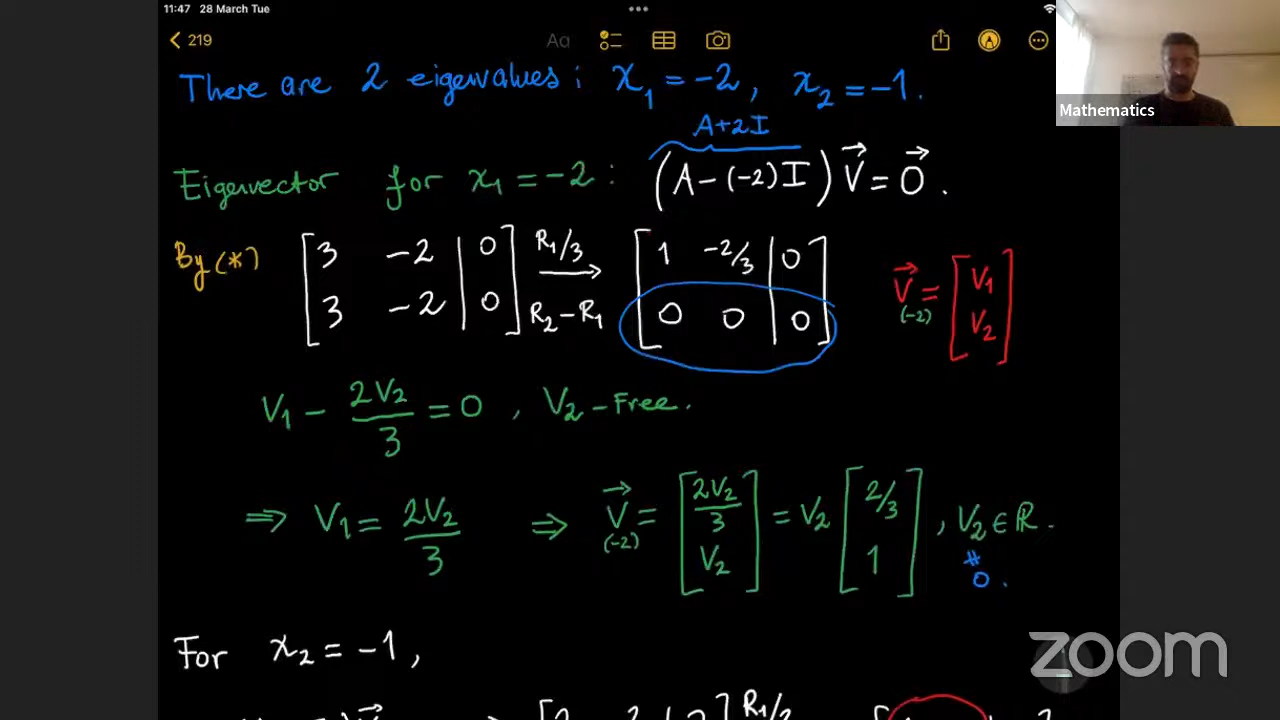 11:47 28 March Tue
219
Aa
Mathematics
There are 2 eigenvalues: x₁ = -2, x₂ = -1.
A+2I
Eigenvector for x₁ = -2: (A-(-2)I) V⃗ = 0⃗.
By (*) [3 -2 | 0] R₁/3 [1 -2/3 | 0] V⃗ = [V₁]
[3 -2 | 0] R₂-R₁ [0 0 | 0] (-2) [V₂]
V₁ - 2V₂/3 = 0, V₂ - Free.
⇒ V₁ = 2V₂/3 ⇒ V⃗ (-2) = [2V₂/3 V₂] = V₂ [2/3 1], V₂ ∈ R.
≠
0.
For x₂ = -1,
R₁/2
zoom